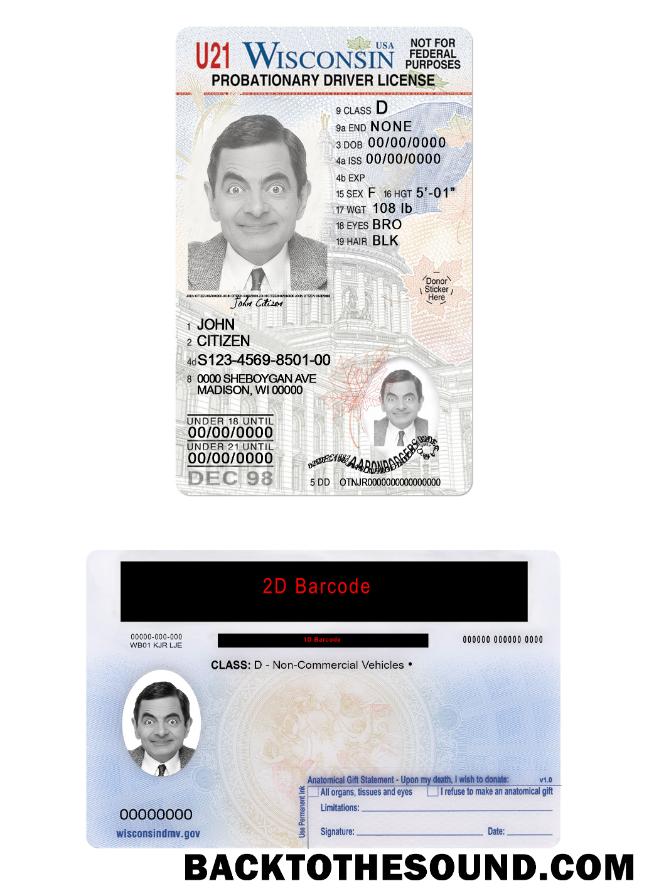 U21 WISCONSIN USA NOT FOR
FEDERAL
PURPOSES
PROBATIONARY DRIVER LICENSE
9 CLASS D
9a END NONE
3 DOB 00/00/0000
4a ISS 00/00/0000
4b EXP
15 SEX F 16 HGT 5'-01"
17 WGT 108 lb
18 EYES BRO
19 HAIR BLK
Donor
Sticker
Here
John Citizen
1 JOHN
2 CITIZEN
4d S123-4569-8501-00
8 0000 SHEBOYGAN AVE
MADISON, WI 00000
UNDER 18 UNTIL
00/00/0000
UNDER 21 UNTIL
00/00/0000
DEC 98
5 DD OTNJR0000000000000000
2D Barcode
00000-000-000
WB01 KJR LJE
1D Barcode
000000 000000 0000
CLASS: D - Non-Commercial Vehicles •
Anatomical Gift Statement - Upon my death, I wish to donate: v1.0
Use Permanent Ink
All organs, tissues and eyes I refuse to make an anatomical gift
Limitations:
Signature: Date:
00000000
wisconsindmv.gov
BACKTOTHESOUND.COM